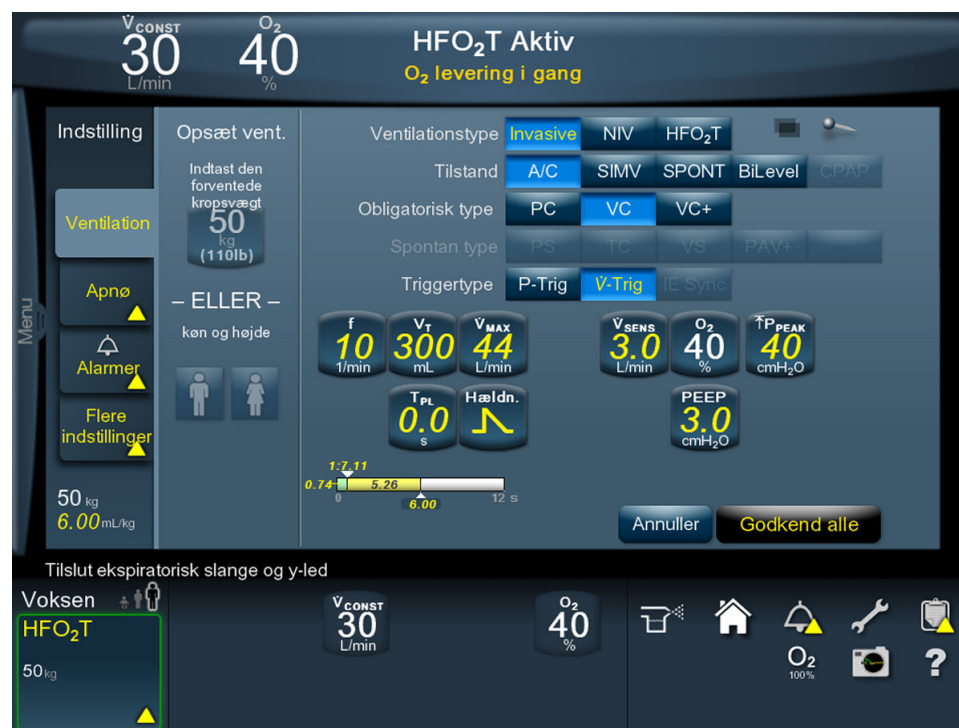 V̇CONST
30
L/min
O₂
40
%
HFO₂T Aktiv
O₂ levering i gang
Menu
Indstilling
Ventilation
Apnø
Alarmer
Flere
indstillinger
50 kg
6.00 mL/kg
Opsæt vent.
Indtast den
forventede
kropsvægt
50
kg
(110lb)
– ELLER –
køn og højde
Ventilationstype Invasive NIV HFO₂T
Tilstand A/C SIMV SPONT BiLevel CPAP
Obligatorisk type PC VC VC+
Spontan type PS TC VS PAV+
Triggertype P-Trig V̇-Trig IE Sync
f
10
1/min
VT
300
mL
V̇MAX
44
L/min
V̇SENS
3.0
L/min
O₂
40
%
PPEAK
40
cmH₂O
TPL
0.0
s
Hældn.
PEEP
3.0
cmH₂O
1:7.11
0.74 5.26
0 6.00 12 s
Annuller Godkend alle
Tilslut ekspiratorisk slange og y-led
Voksen
HFO₂T
50 kg
V̇CONST
30
L/min
O₂
40
%
O₂
100%
?